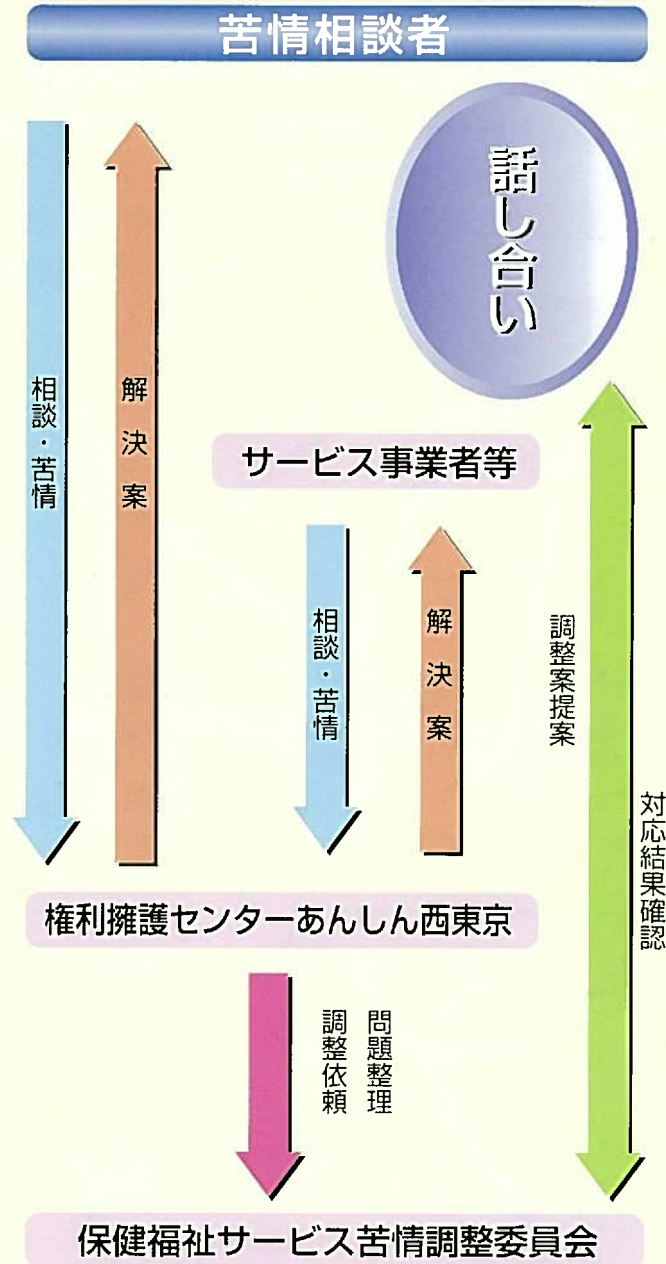 苦情相談者
話し合い
相談・苦情
解決案
サービス事業者等
相談・苦情
解決案
調整案提案
対応結果確認
権利擁護センターあんしん西東京
問題整理
調整依頼
保健福祉サービス苦情調整委員会